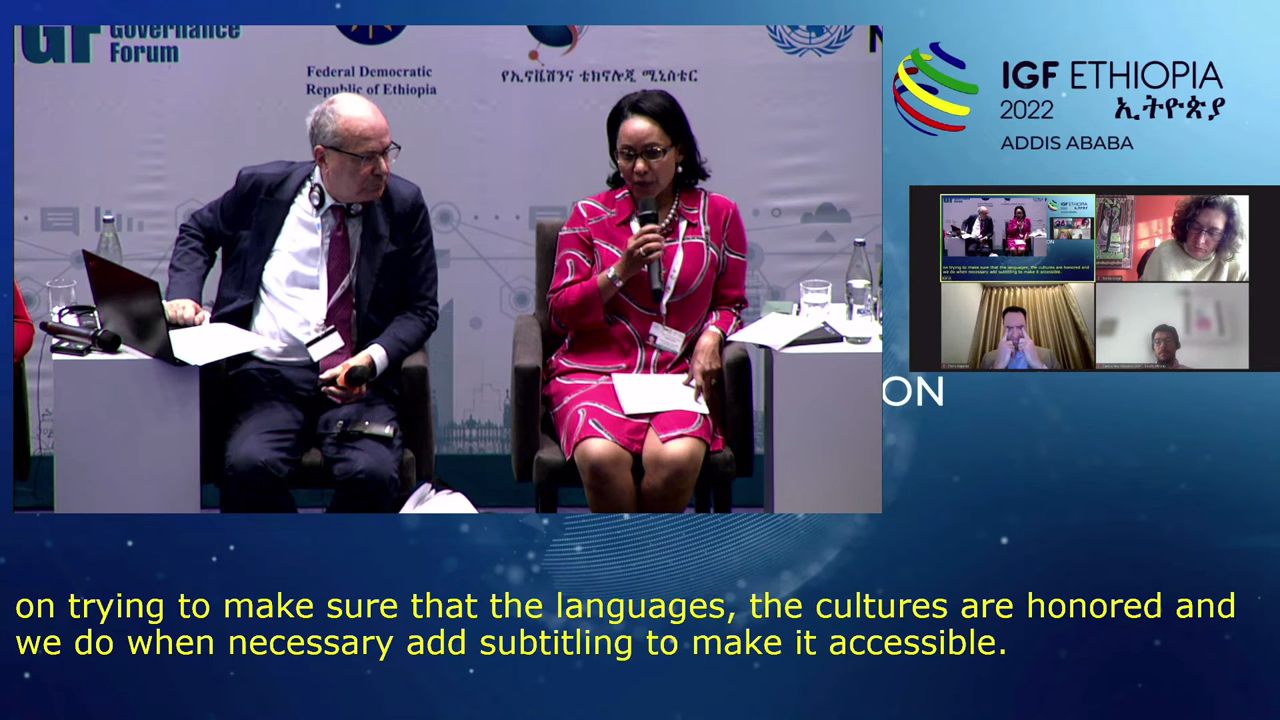 Governance
Forum
Federal Democratic
Republic of Ethiopia
የኢኖቬሽንና ቴክኖሎጂ ሚኒስቴር
IGF ETHIOPIA
2022 ኢትዮጵያ
ADDIS ABABA
ON
on trying to make sure that the languages, the cultures are honored and
we do when necessary add subtitling to make it accessible.